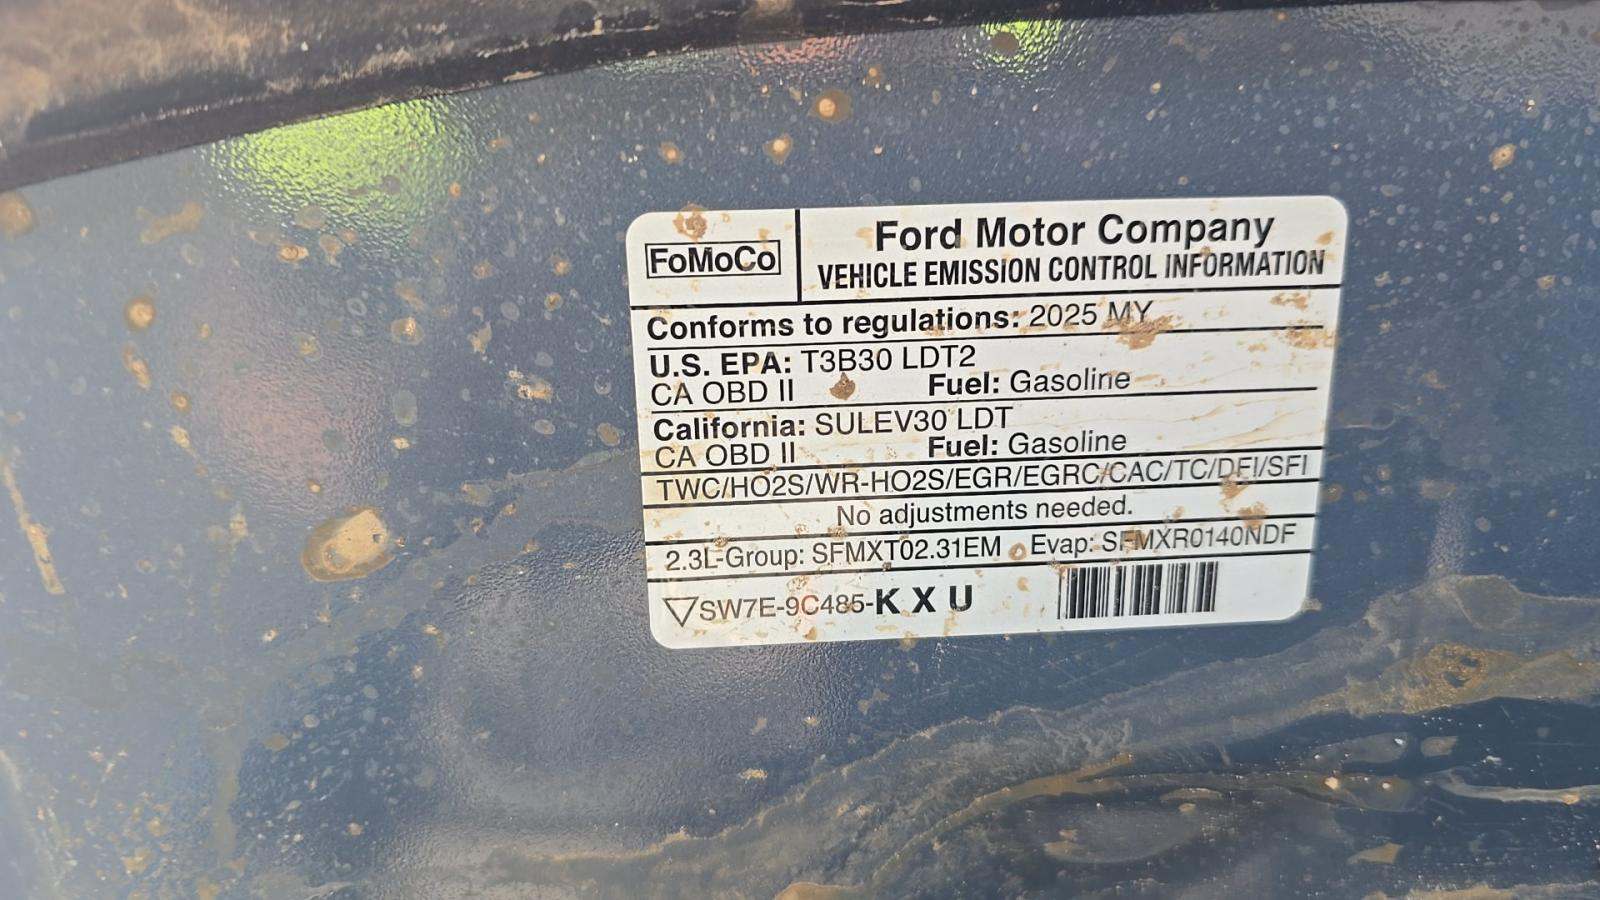 FoMoCo
Ford Motor Company
VEHICLE EMISSION CONTROL INFORMATION
Conforms to regulations: 2025 MY
U.S. EPA: T3B30 LDT2
CA OBD II Fuel: Gasoline
California: SULEV30 LDT
CA OBD II Fuel: Gasoline
TWC/HO2S/WR-HO2S/EGR/EGRC/CAC/TC/DFI/SFI
No adjustments needed.
2.3L-Group: SFMXT02.31EM Evap: SFMXR0140NDF
▽SW7E-9C485-K X U